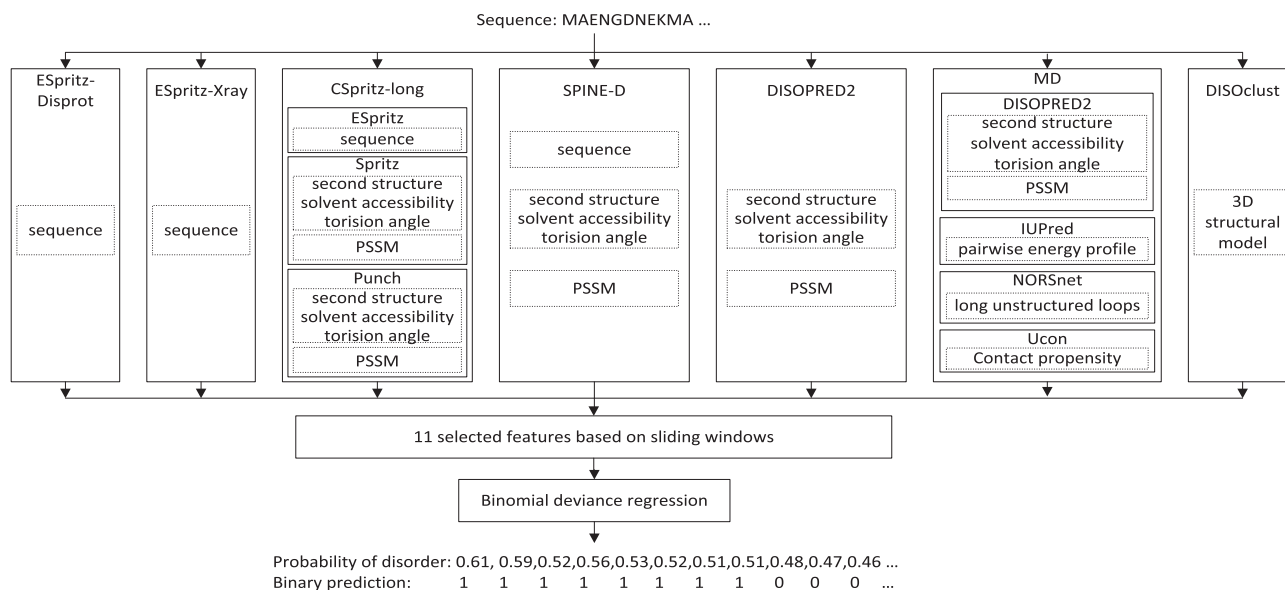 Sequence: MAENGDNEKMA ...
ESpritz-
Disprot
sequence
ESpritz-Xray
sequence
CSpritz-long
ESpritz
sequence
Spritz
second structure
solvent accessibility
torision angle
PSSM
Punch
second structure
solvent accessibility
torision angle
PSSM
SPINE-D
sequence
second structure
solvent accessibility
torision angle
PSSM
DISOPRED2
second structure
solvent accessibility
torision angle
PSSM
MD
DISOPRED2
second structure
solvent accessibility
torision angle
PSSM
IUPred
pairwise energy profile
NORSnet
long unstructured loops
Ucon
Contact propensity
DISOclust
3D
structural
model
11 selected features based on sliding windows
Binomial deviance regression
Probability of disorder: 0.61, 0.59,0.52,0.56,0.53,0.52,0.51,0.51,0.48,0.47,0.46 ...
Binary prediction: 1 1 1 1 1 1 1 1 0 0 0 ...